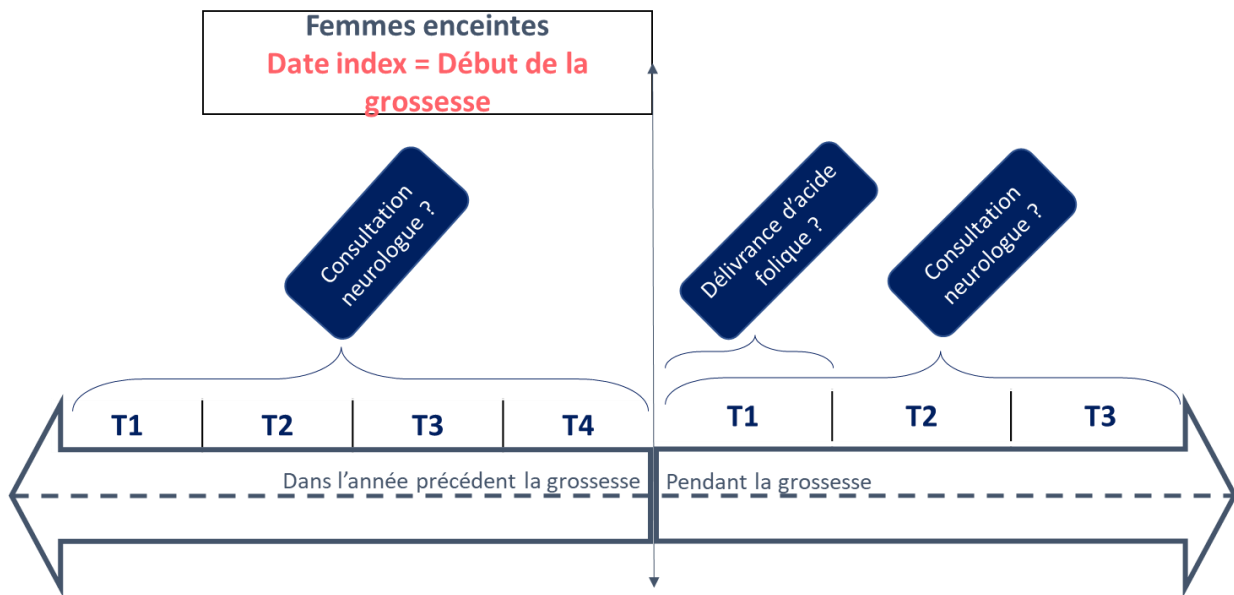 Femmes enceintes
Date index = Début de la
grossesse
Consultation
neurologue ?
Délivrance d'acide
folique ?
Consultation
neurologue ?
T1
T2
T3
T4
T1
T2
T3
Dans l'année précédent la grossesse
Pendant la grossesse